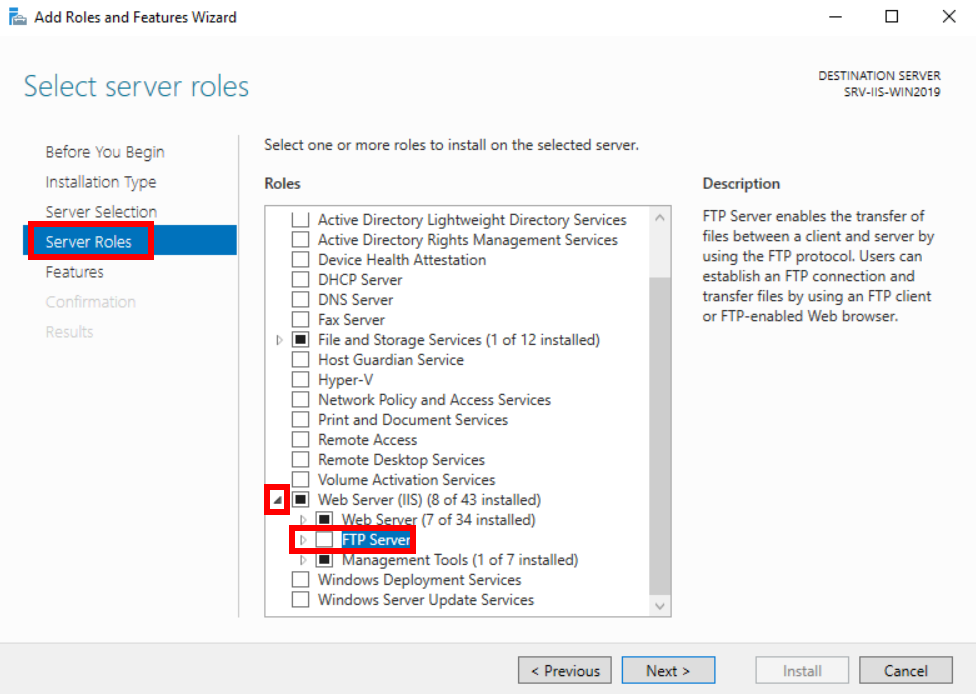 Add Roles and Features Wizard
Select server roles
DESTINATION SERVER
SRV-IIS-WIN2019
Before You Begin
Installation Type
Server Selection
Server Roles
Features
Confirmation
Results
Select one or more roles to install on the selected server.
Roles
Active Directory Lightweight Directory Services
Active Directory Rights Management Services
Device Health Attestation
DHCP Server
DNS Server
Fax Server
File and Storage Services (1 of 12 installed)
Host Guardian Service
Hyper-V
Network Policy and Access Services
Print and Document Services
Remote Access
Remote Desktop Services
Volume Activation Services
Web Server (IIS) (8 of 43 installed)
Web Server (7 of 34 installed)
FTP Server
Management Tools (1 of 7 installed)
Windows Deployment Services
Windows Server Update Services
Description
FTP Server enables the transfer of
files between a client and server by
using the FTP protocol. Users can
establish an FTP connection and
transfer files by using an FTP client
or FTP-enabled Web browser.
< Previous
Next >
Install
Cancel